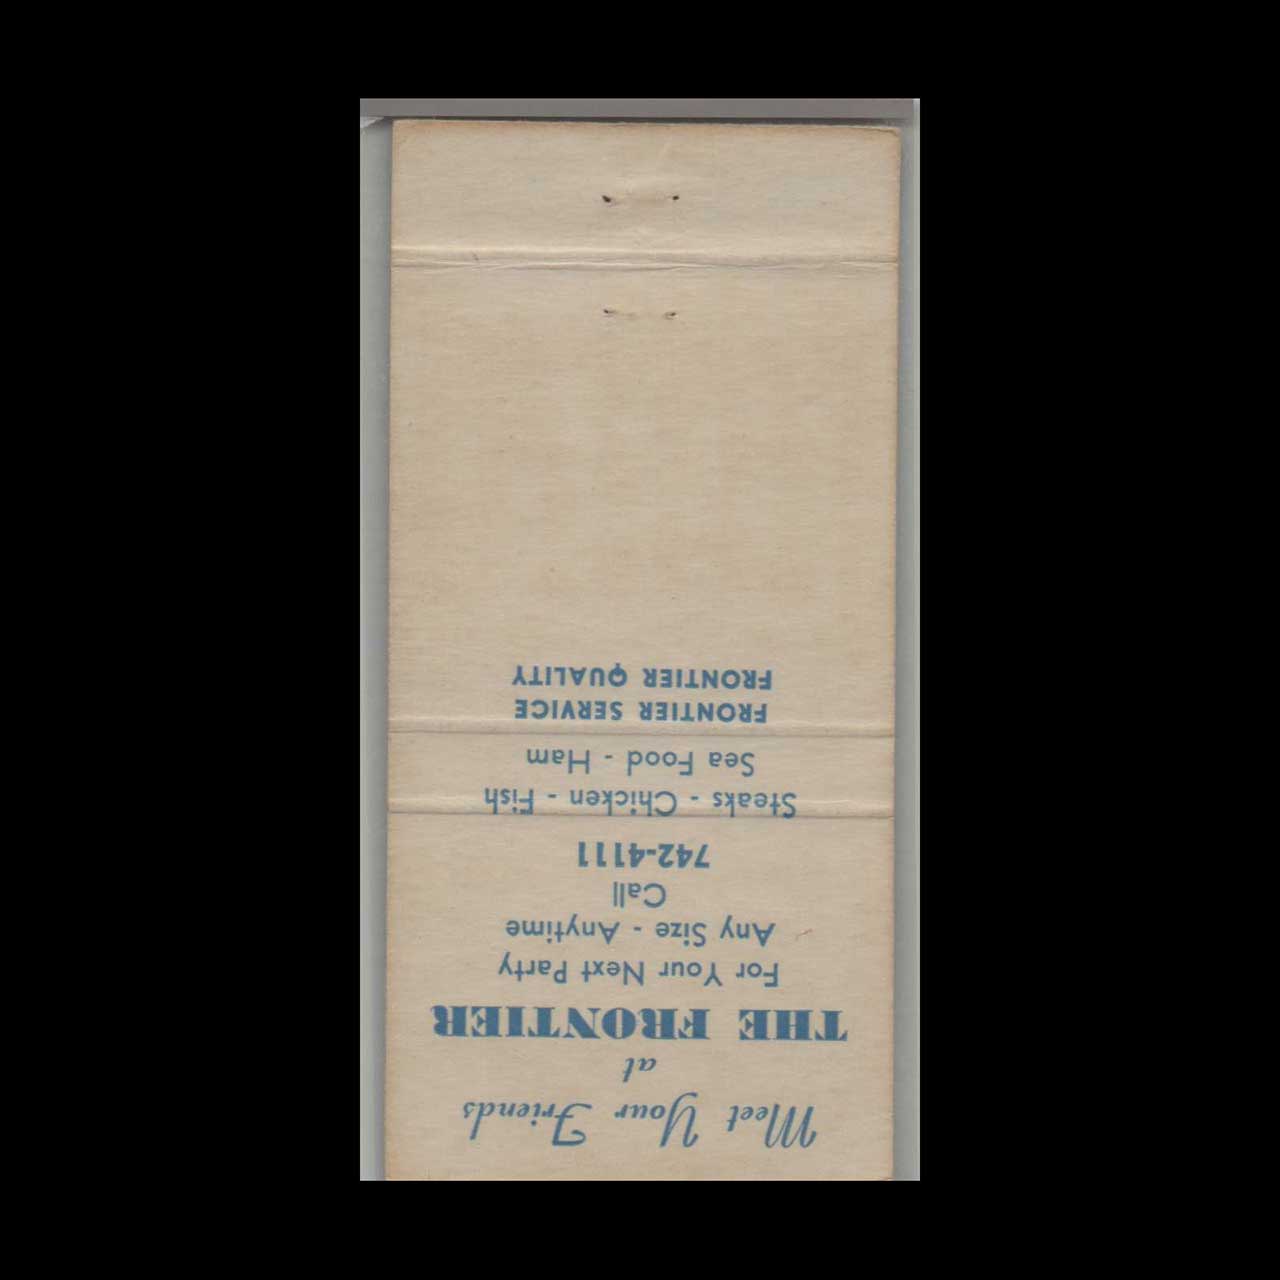 Meet Your Friends
at
THE FRONTIER
For Your Next Party
Any Size - Anytime
Call
742-4111
Steaks - Chicken - Fish
Sea Food - Ham
FRONTIER SERVICE
FRONTIER QUALITY